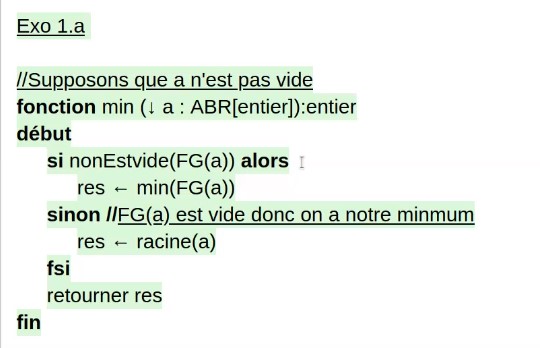 Exo 1.a
//Supposons que a n'est pas vide
fonction min (↓ a : ABR[entier]):entier
début
si nonEstvide(FG(a)) alors
res ← min(FG(a))
sinon //FG(a) est vide donc on a notre minmum
res ← racine(a)
fsi
retourner res
fin